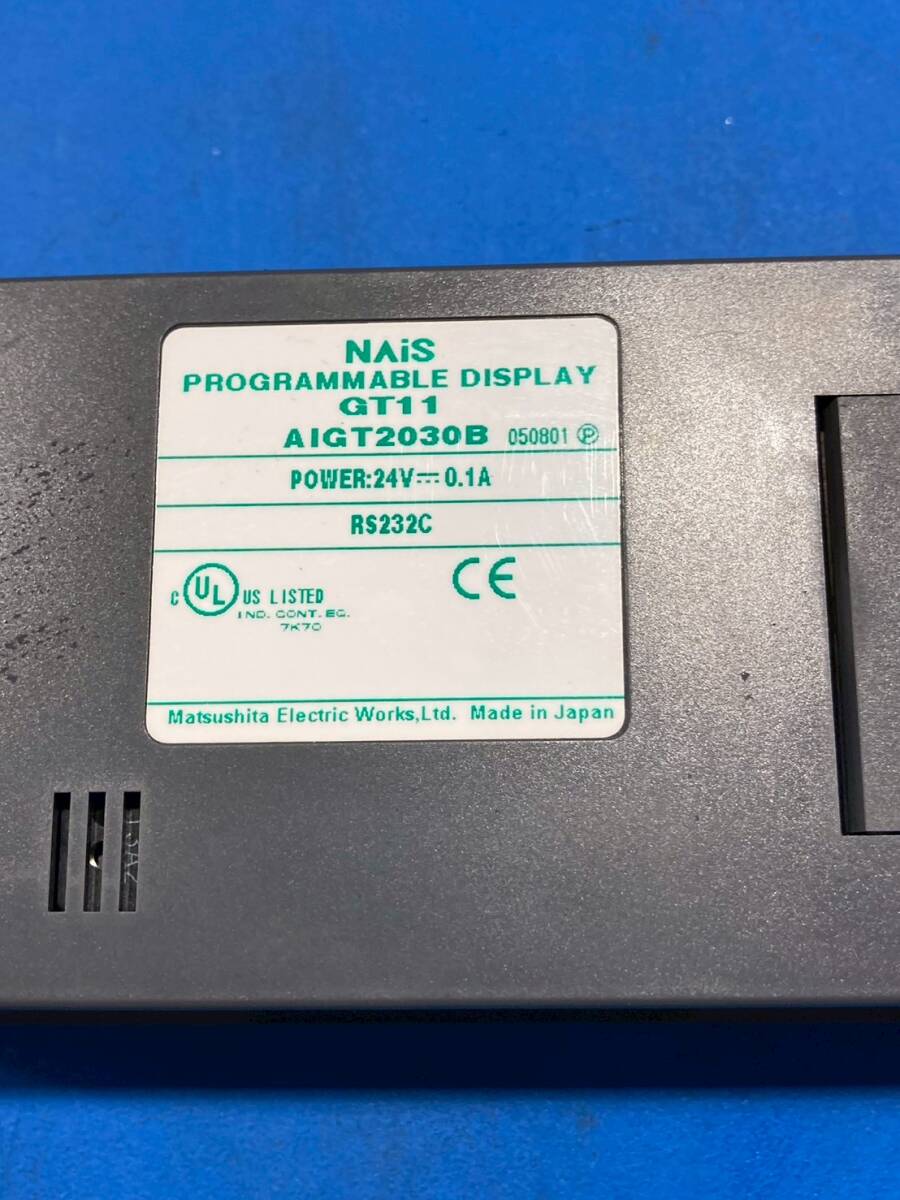 NAiS
PROGRAMMABLE DISPLAY
GT11
AIGT2030B 050801 Ⓟ
POWER:24V⎓0.1A
RS232C
C UL US LISTED
IND. CONT. EQ.
7K70
CE
Matsushita Electric Works,Ltd. Made in Japan